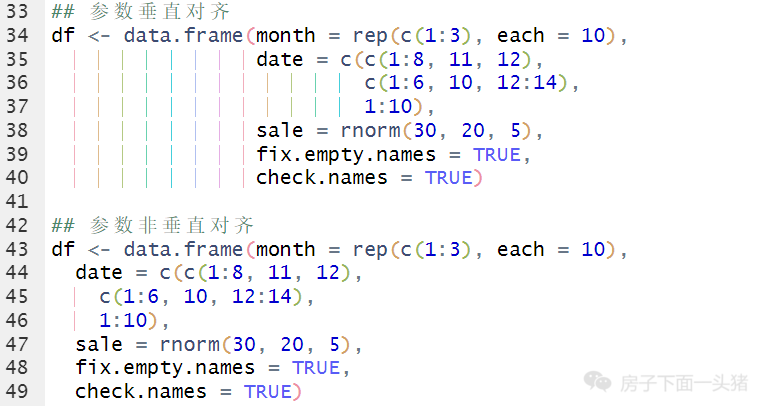 33 ## 参数垂直对齐
34 df <- data.frame(month = rep(c(1:3), each = 10),
35 date = c(c(1:8, 11, 12),
36 c(1:6, 10, 12:14),
37 1:10),
38 sale = rnorm(30, 20, 5),
39 fix.empty.names = TRUE,
40 check.names = TRUE)
41
42 ## 参数非垂直对齐
43 df <- data.frame(month = rep(c(1:3), each = 10),
44 date = c(c(1:8, 11, 12),
45 c(1:6, 10, 12:14),
46 1:10),
47 sale = rnorm(30, 20, 5),
48 fix.empty.names = TRUE,
49 check.names = TRUE)
房子下面一头猪